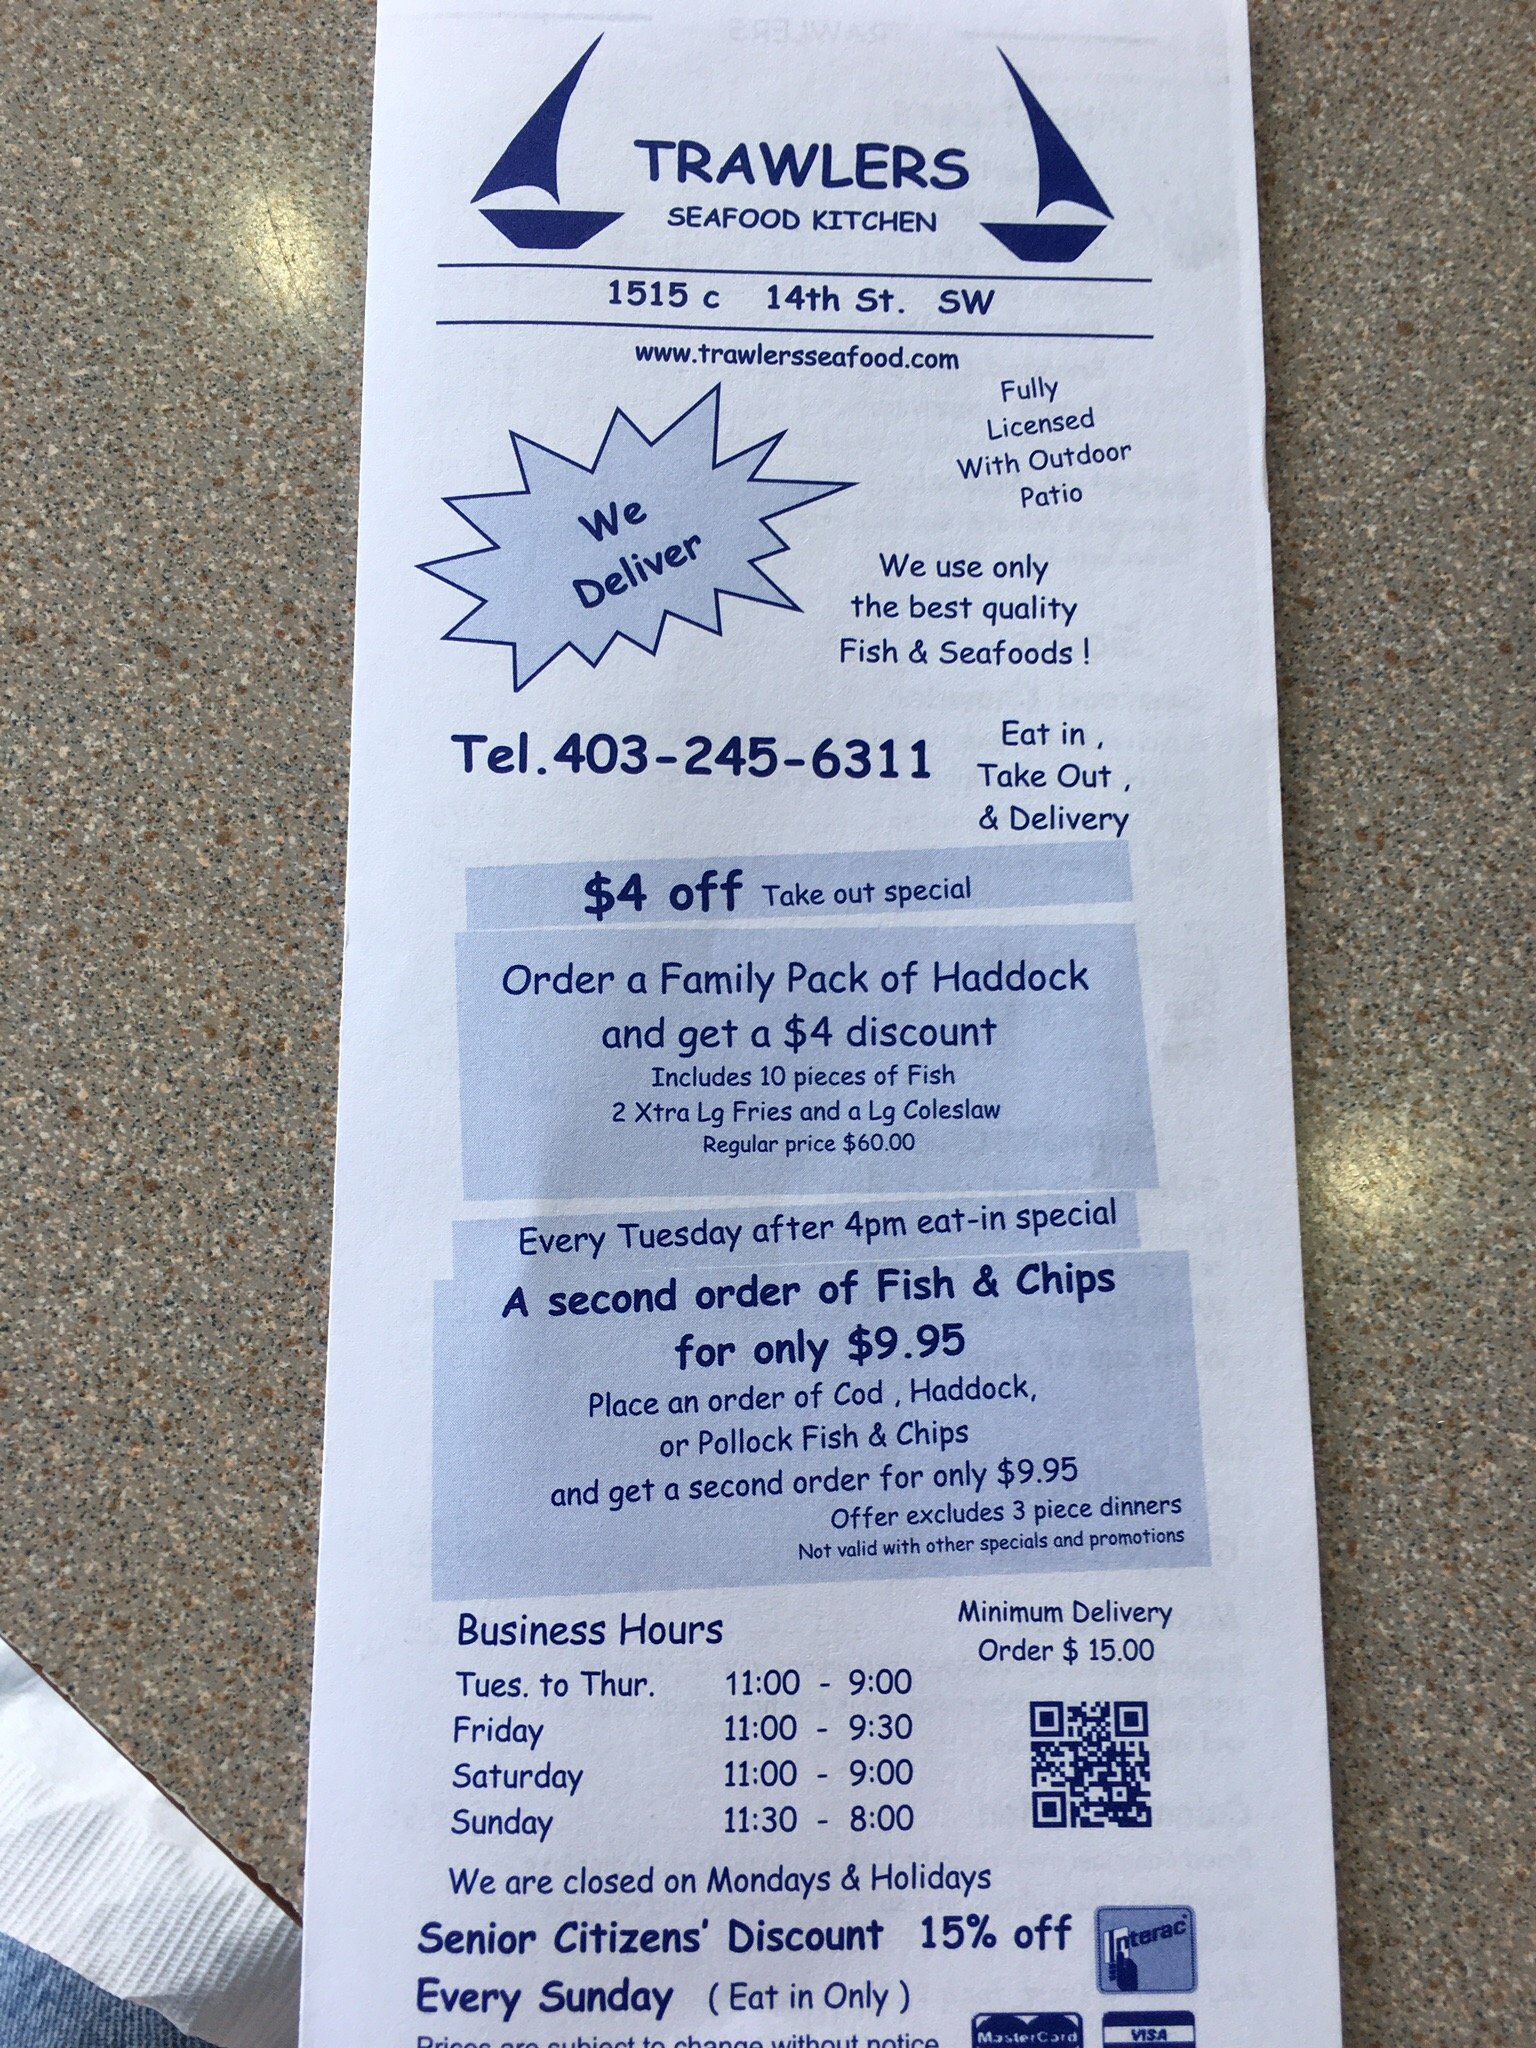 TRAWLERS
SEAFOOD KITCHEN
1515 c 14th St. SW
www.trawlersseafood.com
Fully
Licensed
With Outdoor
Patio
We
Deliver
We use only
the best quality
Fish & Seafoods !
Tel.403-245-6311
Eat in ,
Take Out ,
& Delivery
$4 off Take out special
Order a Family Pack of Haddock
and get a $4 discount
Includes 10 pieces of Fish
2 Xtra Lg Fries and a Lg Coleslaw
Regular price $60.00
Every Tuesday after 4pm eat-in special
A second order of Fish & Chips
for only $9.95
Place an order of Cod , Haddock,
or Pollock Fish & Chips
and get a second order for only $9.95
Offer excludes 3 piece dinners
Not valid with other specials and promotions
Business Hours
Tues. to Thur. 11:00 - 9:00
Friday 11:00 - 9:30
Saturday 11:00 - 9:00
Sunday 11:30 - 8:00
Minimum Delivery
Order $ 15.00
We are closed on Mondays & Holidays
Senior Citizens' Discount 15% off
Every Sunday ( Eat in Only )
Interac
Prices are subject to change without notice
MasterCard
VISA